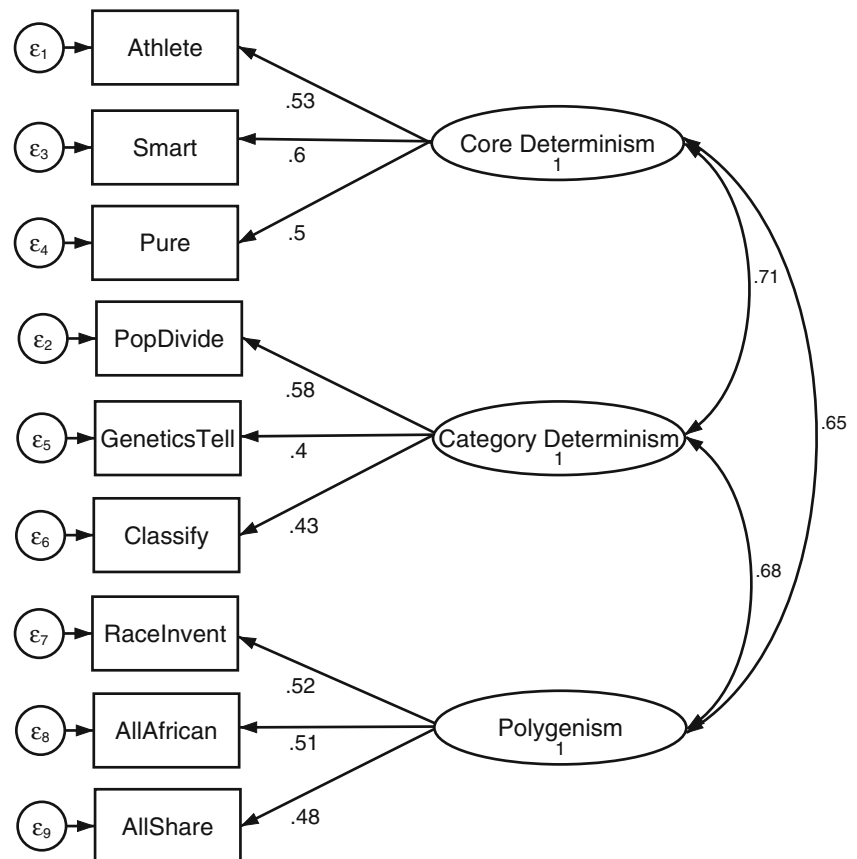 ε1
Athlete
.53
ε3
Smart
.6
Core Determinism
1
ε4
Pure
.5
.71
ε2
PopDivide
.58
ε5
GeneticsTell
.4
Category Determinism
1
.65
ε6
Classify
.43
.68
ε7
RaceInvent
.52
ε8
AllAfrican
.51
Polygenism
1
ε9
AllShare
.48